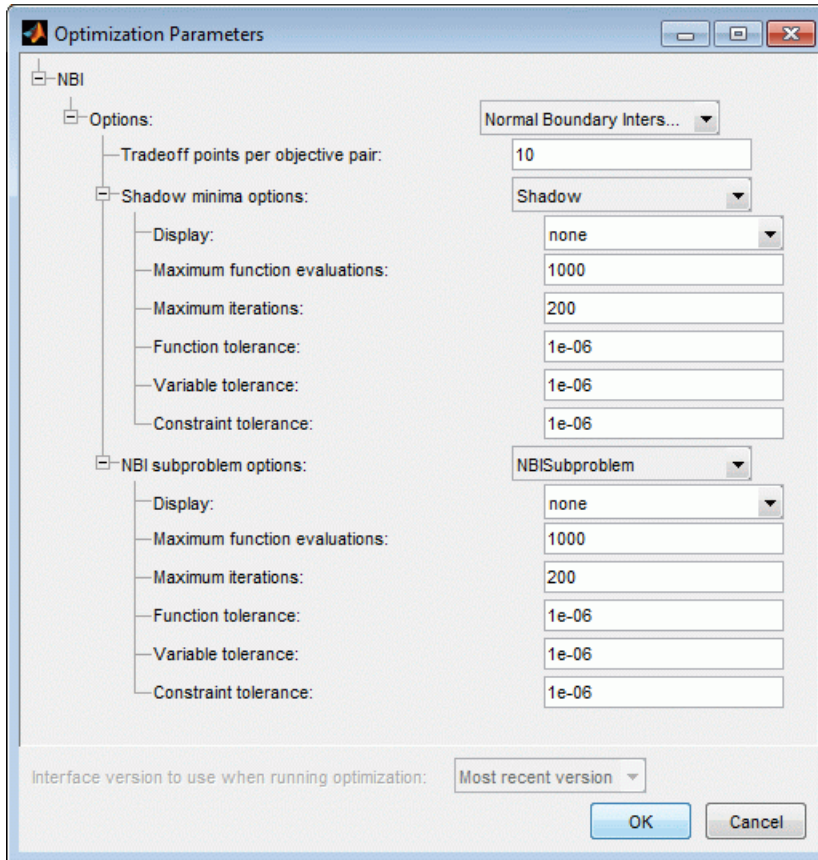 Optimization Parameters
NBI
Options: Normal Boundary Inters...
Tradeoff points per objective pair: 10
Shadow minima options: Shadow
Display: none
Maximum function evaluations: 1000
Maximum iterations: 200
Function tolerance: 1e-06
Variable tolerance: 1e-06
Constraint tolerance: 1e-06
NBI subproblem options: NBISubproblem
Display: none
Maximum function evaluations: 1000
Maximum iterations: 200
Function tolerance: 1e-06
Variable tolerance: 1e-06
Constraint tolerance: 1e-06
Interface version to use when running optimization: Most recent version
OK Cancel